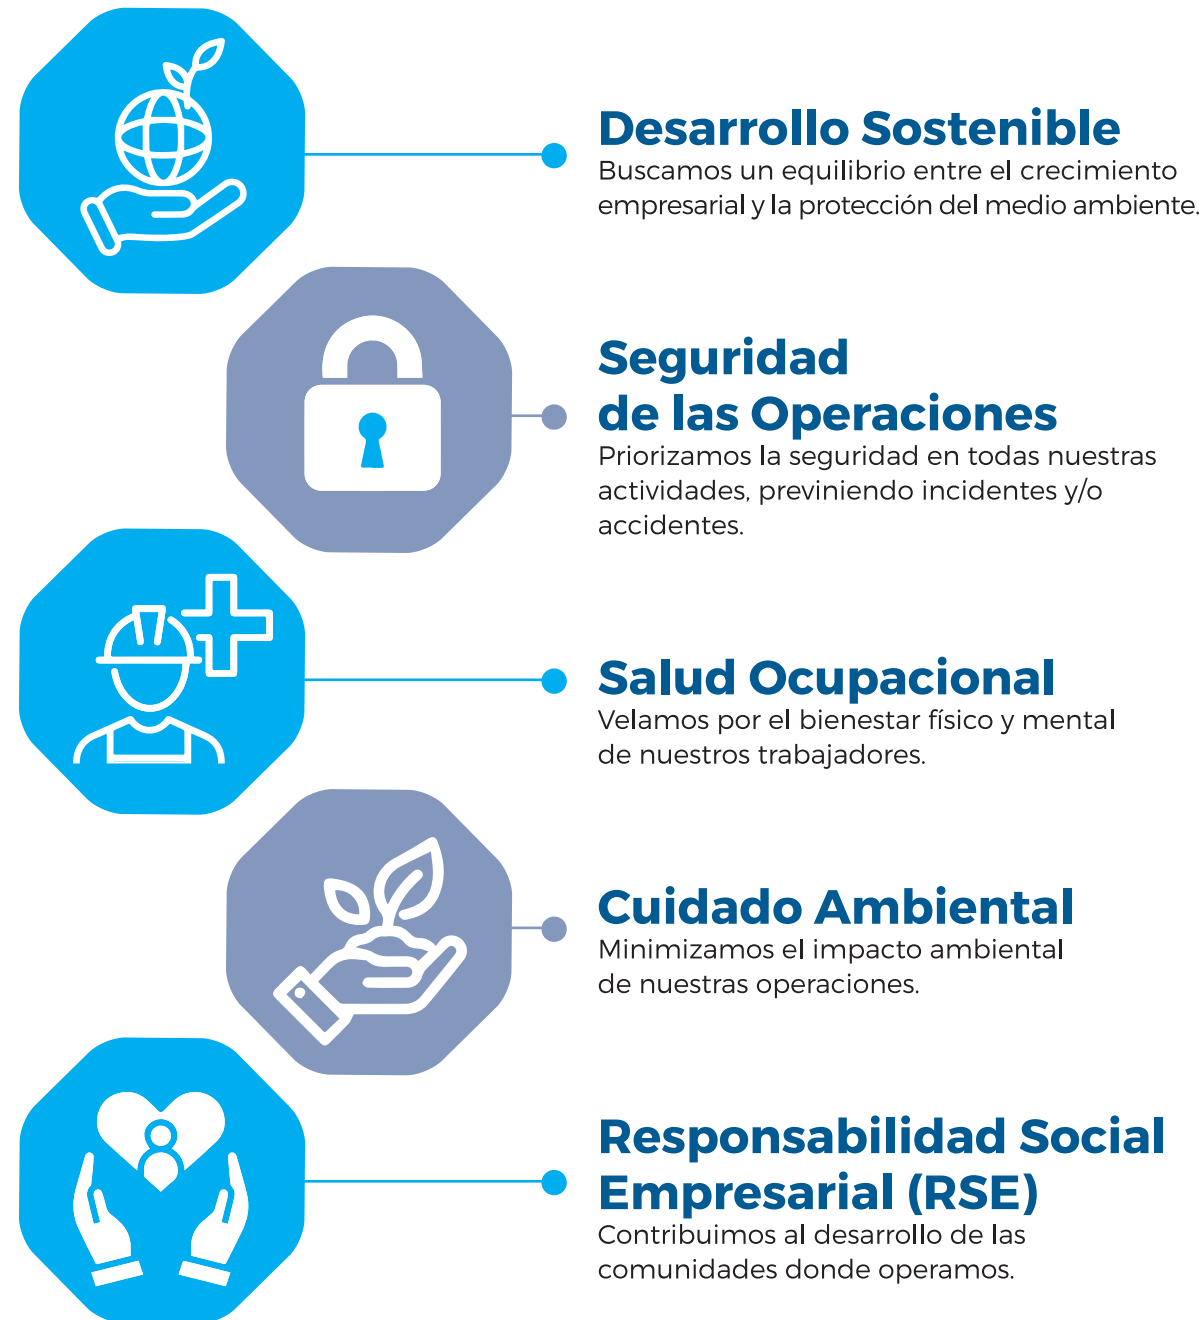 Desarrollo Sostenible
Buscamos un equilibrio entre el crecimiento
empresarial y la protección del medio ambiente.
Seguridad
de las Operaciones
Priorizamos la seguridad en todas nuestras
actividades, previniendo incidentes y/o
accidentes.
Salud Ocupacional
Velamos por el bienestar físico y mental
de nuestros trabajadores.
Cuidado Ambiental
Minimizamos el impacto ambiental
de nuestras operaciones.
Responsabilidad Social
Empresarial (RSE)
Contribuimos al desarrollo de las
comunidades donde operamos.